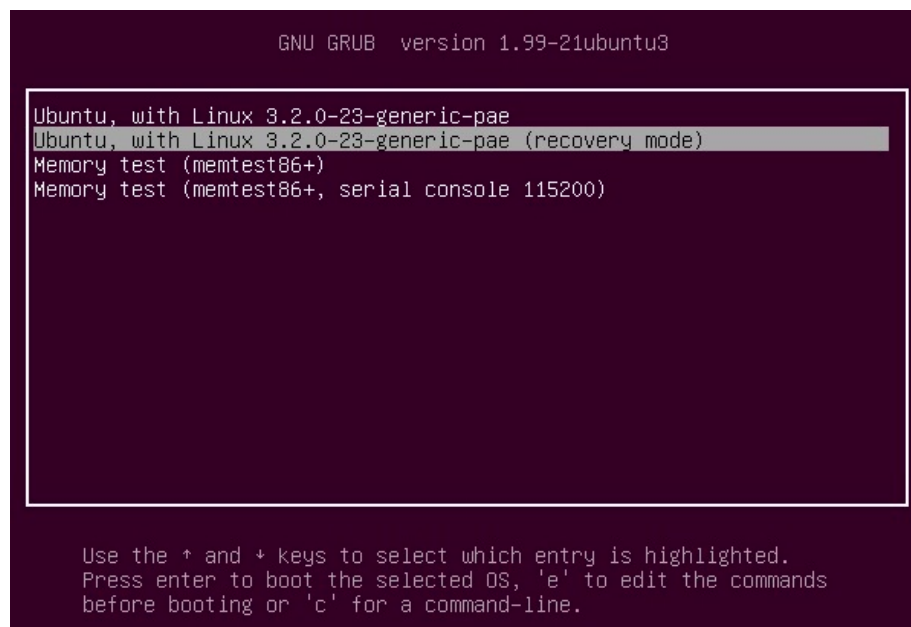 GNU GRUB  version 1.99-21ubuntu3
Ubuntu, with Linux 3.2.0-23-generic-pae
Ubuntu, with Linux 3.2.0-23-generic-pae (recovery mode)
Memory test (memtest86+)
Memory test (memtest86+, serial console 115200)
Use the ↑ and ↓ keys to select which entry is highlighted.
Press enter to boot the selected OS, 'e' to edit the commands
before booting or 'c' for a command-line.